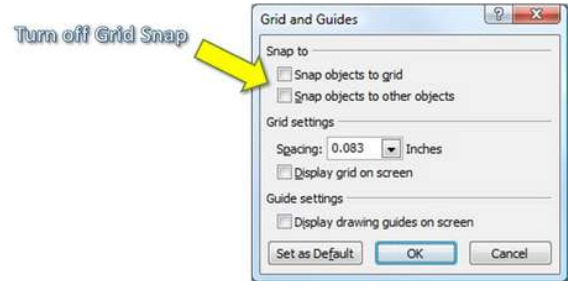 Turn off Grid Snap
Grid and Guides
Snap to
Snap objects to grid
Snap objects to other objects
Grid settings
Spacing: 0.083 Inches
Display grid on screen
Guide settings
Display drawing guides on screen
Set as Default OK Cancel